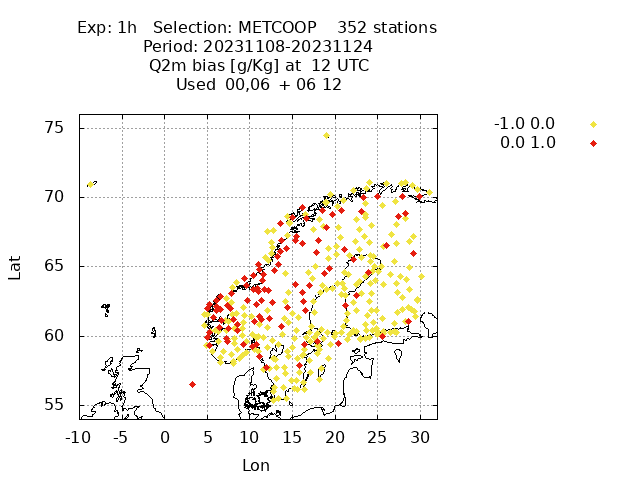 Exp: 1h   Selection: METCOOP    352 stations
Period: 20231108-20231124
Q2m bias [g/Kg] at  12 UTC
Used  00,06  + 06 12
-1.0 0.0
0.0 1.0
75
70
65
60
55
Lat
-10 -5 0 5 10 15 20 25 30
Lon